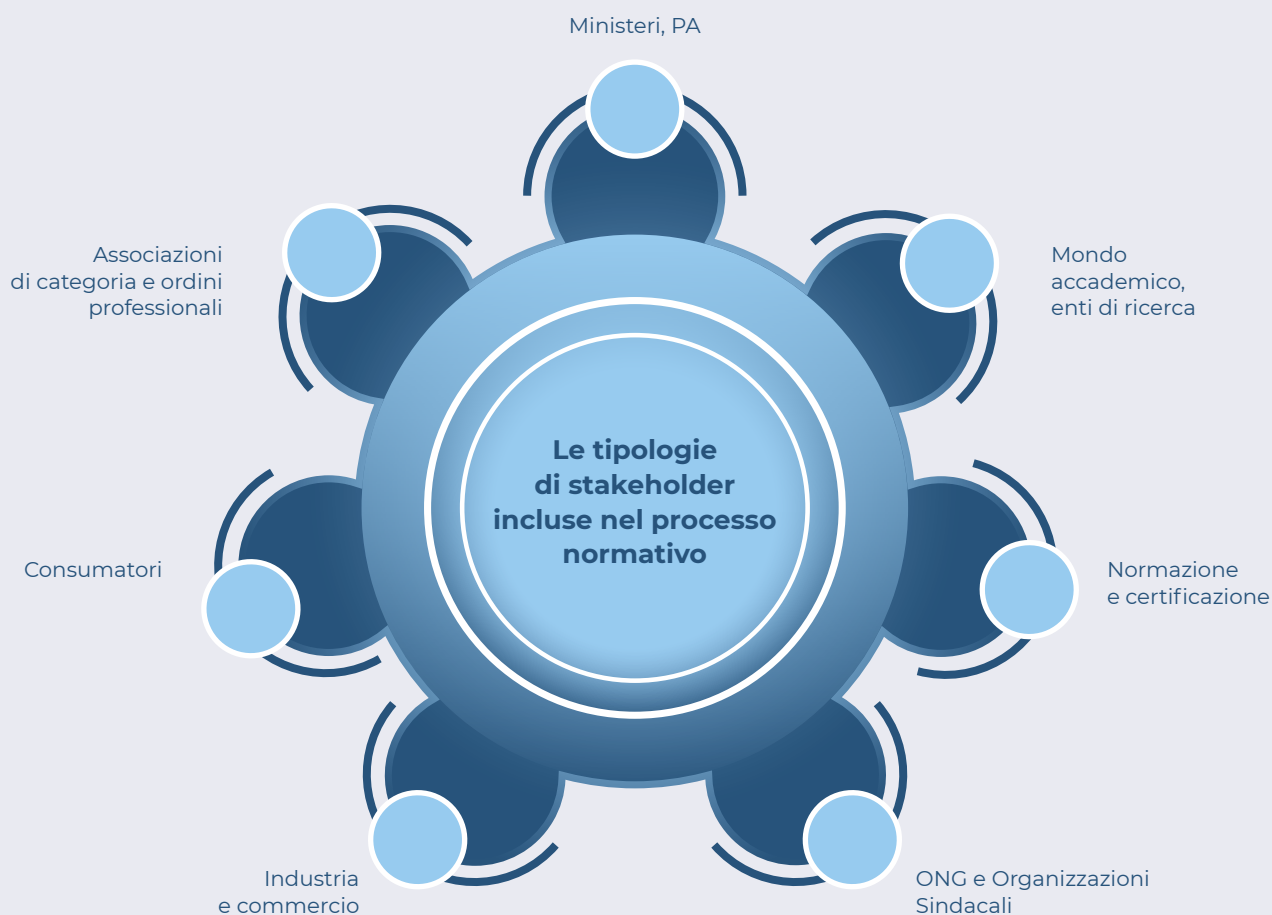 Ministeri, PA
Associazioni
di categoria e ordini
professionali
Mondo
accademico,
enti di ricerca
Le tipologie
di stakeholder
incluse nel processo
normativo
Consumatori
Normazione
e certificazione
Industria
e commercio
ONG e Organizzazioni
Sindacali